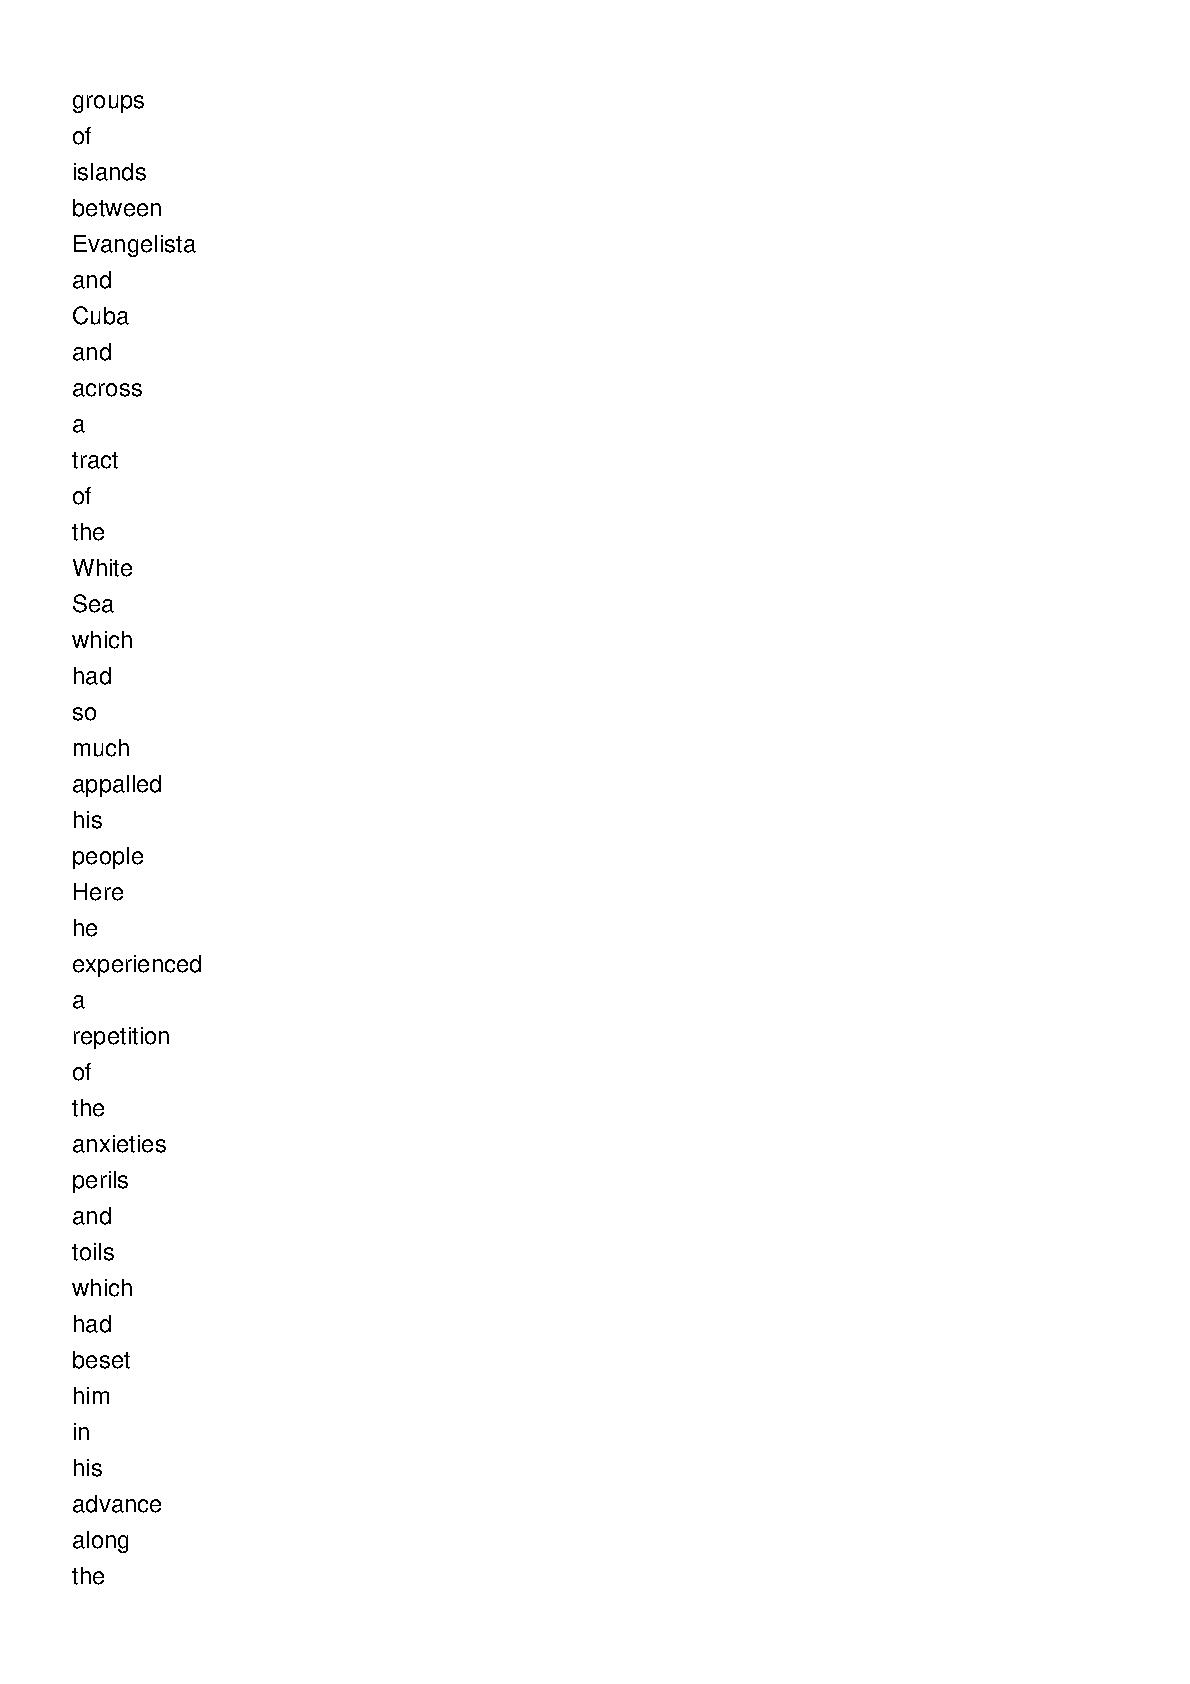 groups
of
islands
between
Evangelista
and
Cuba
and
across
a
tract
of
the
White
Sea
which
had
so
much
appalled
his
people
Here
he
experienced
a
repetition
of
the
anxieties
perils
and
toils
which
had
beset
him
in
his
advance
along
the